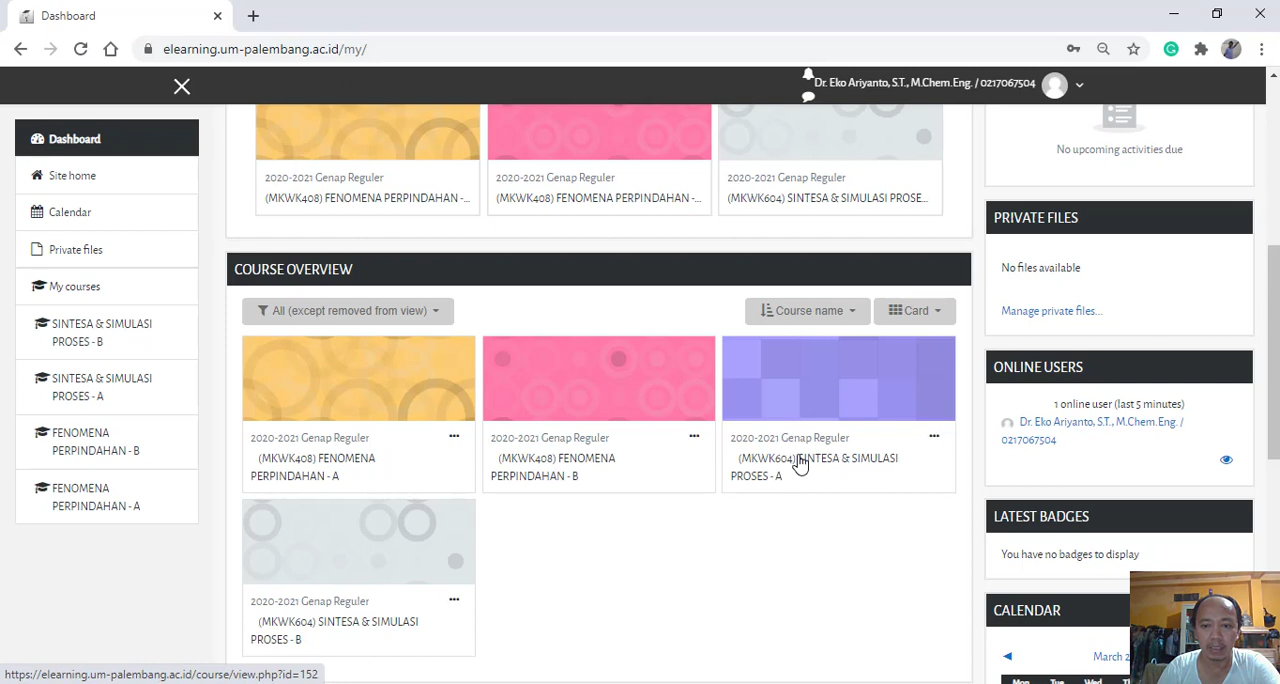 Dashboard
elearning.um-palembang.ac.id/my/
Dr. Eko Ariyanto, S.T., M.Chem.Eng. / 0217067504
Dashboard
Site home
Calendar
Private files
My courses
SINTESA & SIMULASI
PROSES - B
SINTESA & SIMULASI
PROSES - A
FENOMENA
PERPINDAHAN - B
FENOMENA
PERPINDAHAN - A
2020-2021 Genap Reguler
(MKWK408) FENOMENA PERPINDAHAN -...
2020-2021 Genap Reguler
(MKWK408) FENOMENA PERPINDAHAN -...
2020-2021 Genap Reguler
(MKWK604) SINTESA & SIMULASI PROSE...
COURSE OVERVIEW
All (except removed from view)
Course name
Card
2020-2021 Genap Reguler
(MKWK408) FENOMENA
PERPINDAHAN - A
2020-2021 Genap Reguler
(MKWK408) FENOMENA
PERPINDAHAN - B
2020-2021 Genap Reguler
(MKWK604) SINTESA & SIMULASI
PROSES - A
2020-2021 Genap Reguler
(MKWK604) SINTESA & SIMULASI
PROSES - B
No upcoming activities due
PRIVATE FILES
No files available
Manage private files...
ONLINE USERS
1 online user (last 5 minutes)
Dr. Eko Ariyanto, S.T., M.Chem.Eng. /
0217067504
LATEST BADGES
You have no badges to display
CALENDAR
March 2
Mon Tue Wed
https://elearning.um-palembang.ac.id/course/view.php?id=152